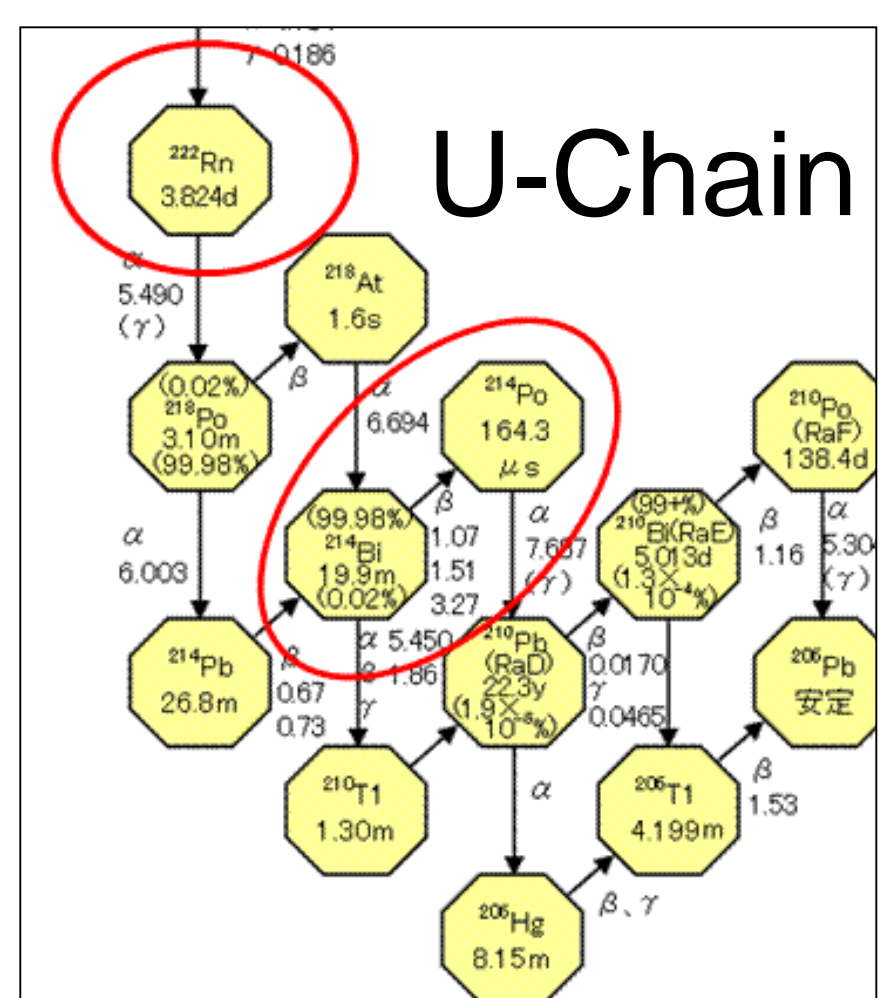 γ 0.186
U-Chain
²²²Rn
3.824d
α
5.490
(γ)
²¹⁸At
1.6s
β
(0.02%)
²¹⁸Po
3.10m
(99.98%)
α
6.694
²¹⁴Po
164.3
μs
²¹⁰Po
(RaF)
138.4d
α
6.003
(99.98%)
²¹⁴Bi
19.9m
(0.02%)
β
1.07
1.51
3.27
α
7.687
(γ)
(99+%)
²¹⁰Bi(RaE)
5.013d
(1.3×
10⁻⁴%)
β
1.16
α
5.30
(γ)
²¹⁴Pb
26.8m
β
0.67
0.73
α 5.450
β 1.86
γ
²¹⁰Pb
(RaD)
22.3y
(1.9×
10⁻⁸%)
β
0.0170
γ
0.0465
²⁰⁶Pb
安定
²¹⁰T1
1.30m
α
²⁰⁶T1
4.199m
β
1.53
²⁰⁶Hg
8.15m
β、γ